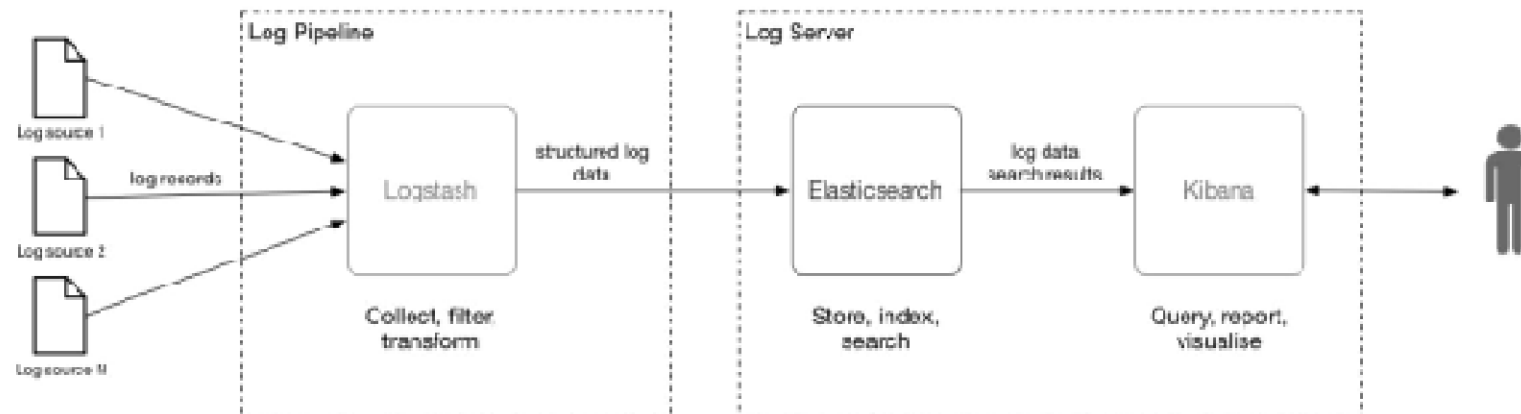 Log Pipeline
Log Server
Log source 1
log records
Log source 2
Log source N
Logstash
Collect, filter
transform
structured log
data
Elasticsearch
Store, index,
search
log data
search results
Kibana
Query, report,
visualise